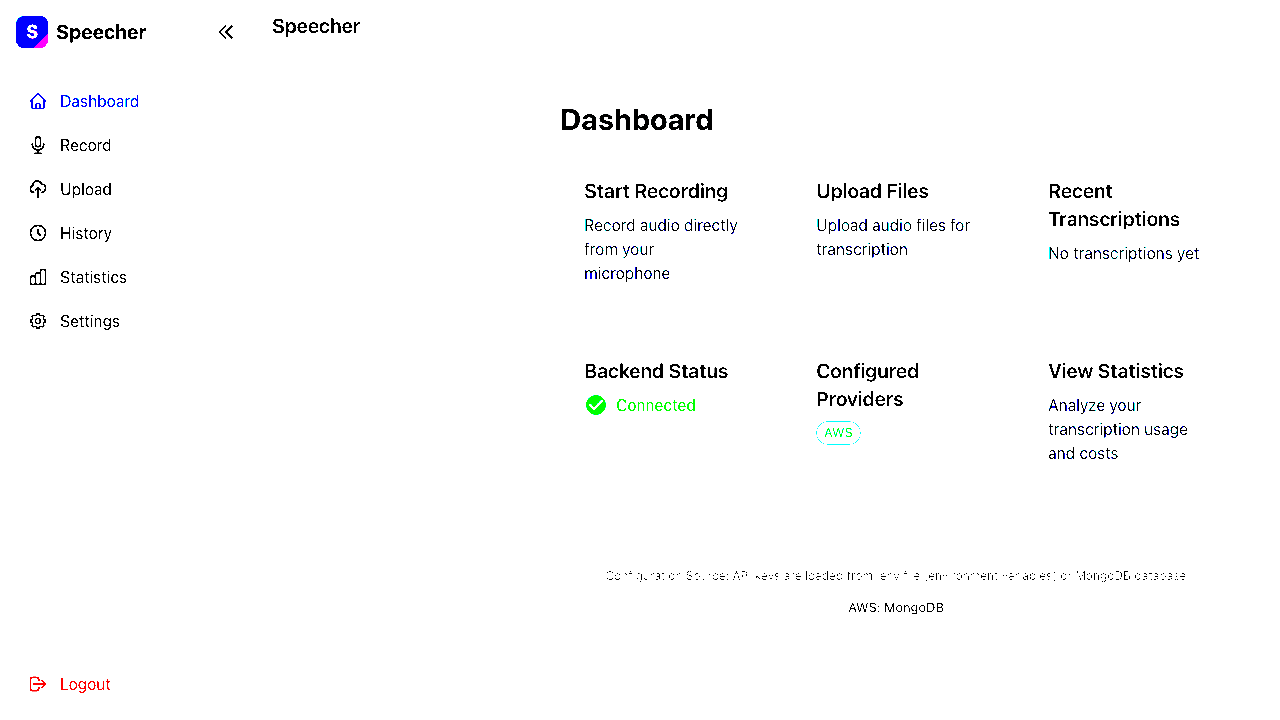 S Speecher
Speecher
Dashboard
Record
Upload
History
Statistics
Settings
Logout
Dashboard
Start Recording
Record audio directly
from your
microphone
Upload Files
Upload audio files for
transcription
Recent
Transcriptions
No transcriptions yet
Backend Status
Connected
Configured
Providers
AWS
View Statistics
Analyze your
transcription usage
and costs
Configuration Source: API keys are loaded from .env file (environment variables) or MongoDB database
AWS: MongoDB